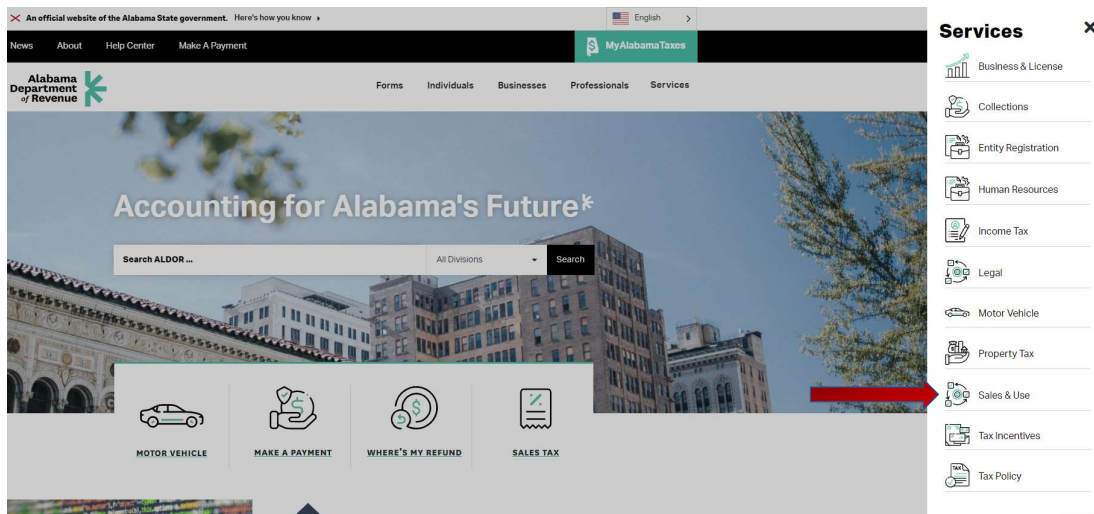 An official website of the Alabama State government. Here's how you know
English
News About Help Center Make A Payment
MyAlabamaTaxes
Alabama
Department
of Revenue
Forms Individuals Businesses Professionals Services
Accounting for Alabama's Future
Search ALDOR ... All Divisions Search
MOTOR VEHICLE MAKE A PAYMENT WHERE'S MY REFUND SALES TAX
Services
Business & License
Collections
Entity Registration
Human Resources
Income Tax
Legal
Motor Vehicle
Property Tax
Sales & Use
Tax Incentives
TAX
Tax Policy